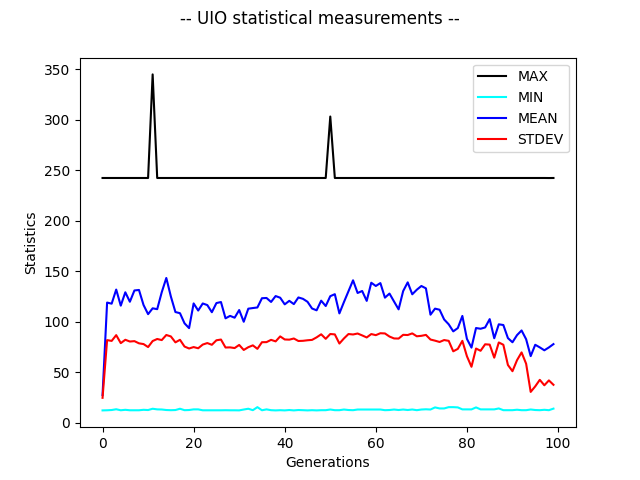 -- UIO statistical measurements --
350
300
250
200
150
100
50
0
Statistics
MAX
MIN
MEAN
STDEV
0 20 40 60 80 100
Generations